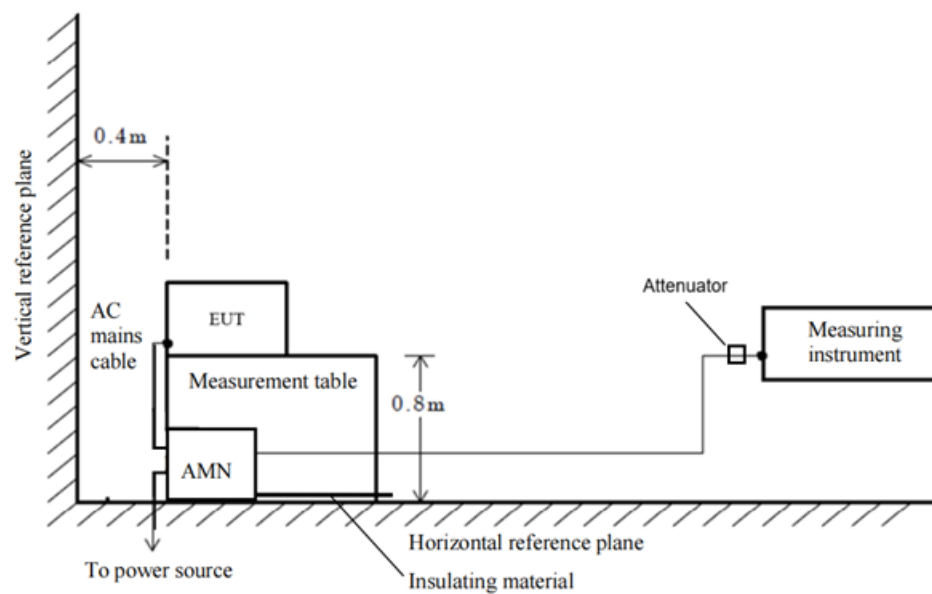 0.4m
Vertical reference plane
AC
mains
cable
EUT
Measurement table
0.8m
AMN
Attenuator
Measuring
instrument
Horizontal reference plane
To power source
Insulating material